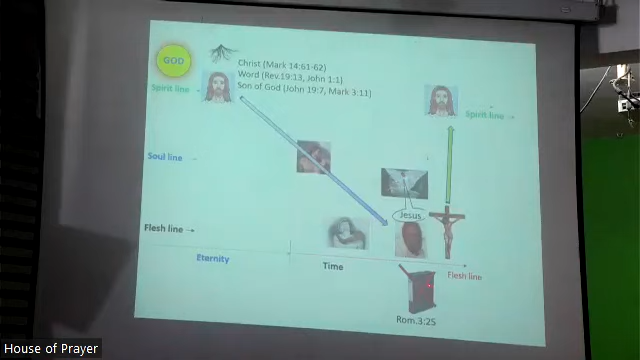 GOD
Christ (Mark 14:61-62)
Word (Rev.19:13, John 1:1)
Son of God (John 19:7, Mark 3:11)
Spirit line
Spirit line →
Soul line
Jesus
Flesh line →
Eternity
Time
Flesh line
Rom.3:25
House of Prayer